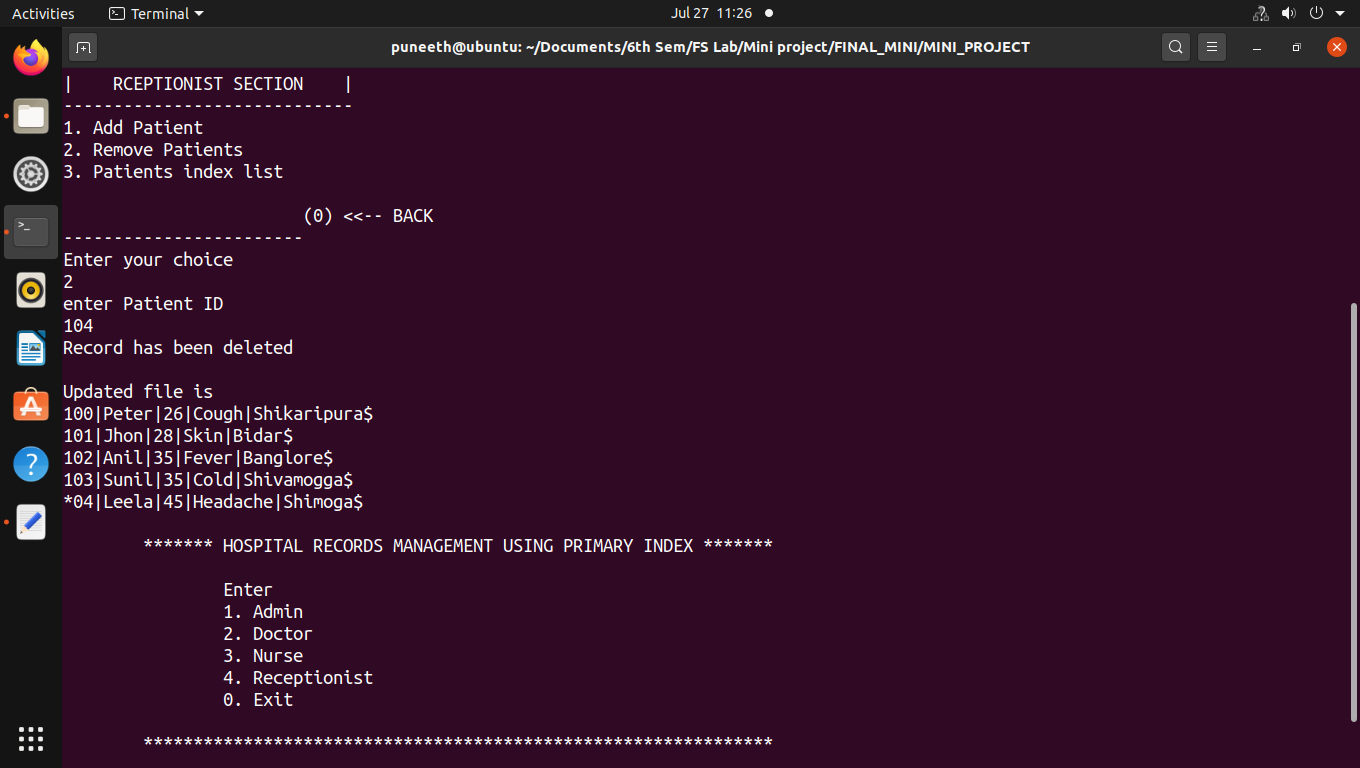 Activities
Terminal
Jul 27 11:26
puneeth@ubuntu: ~/Documents/6th Sem/FS Lab/Mini project/FINAL_MINI/MINI_PROJECT
|    RCEPTIONIST SECTION    |
-----------------------------
1. Add Patient
2. Remove Patients
3. Patients index list
(0) <<-- BACK
------------------------
Enter your choice
2
enter Patient ID
104
Record has been deleted
Updated file is
100|Peter|26|Cough|Shikaripura$
101|Jhon|28|Skin|Bidar$
102|Anil|35|Fever|Banglore$
103|Sunil|35|Cold|Shivamogga$
*04|Leela|45|Headache|Shimoga$
******* HOSPITAL RECORDS MANAGEMENT USING PRIMARY INDEX *******
Enter
1. Admin
2. Doctor
3. Nurse
4. Receptionist
0. Exit
***************************************************************